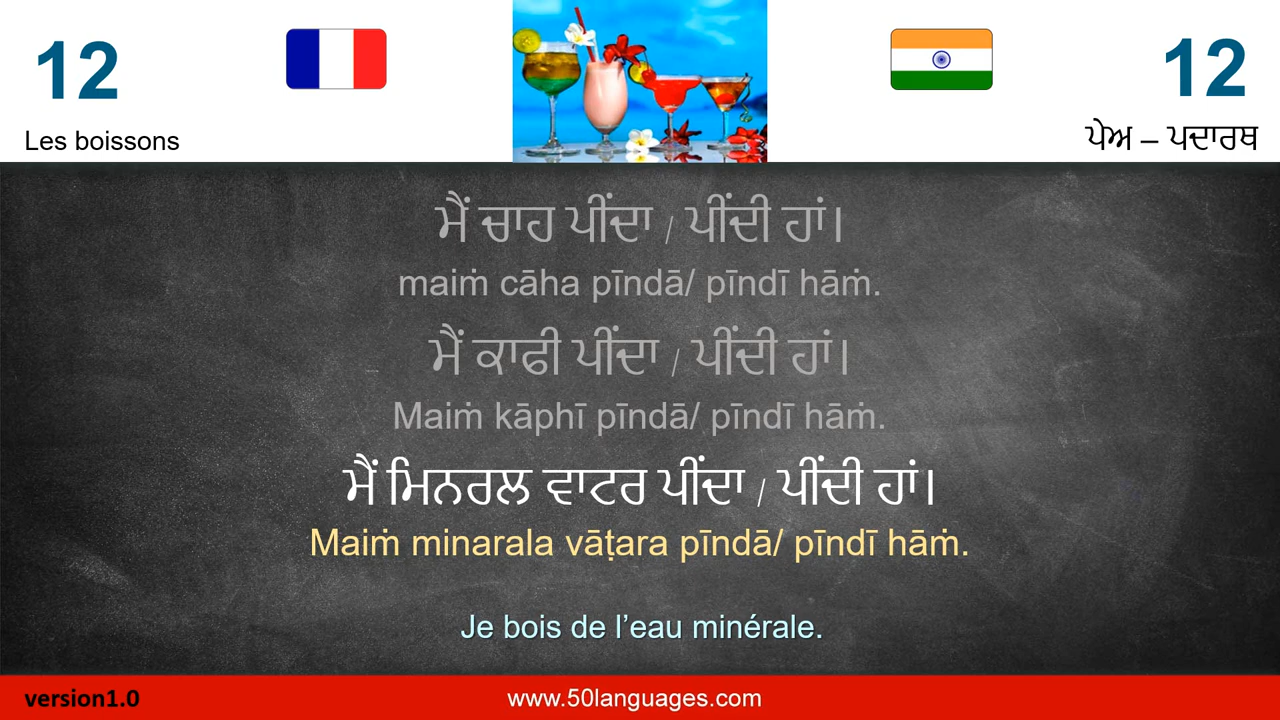 12
12
Les boissons
ਪੇਅ – ਪਦਾਰਥ
ਮੈਂ ਚਾਹ ਪੀਂਦਾ / ਪੀਂਦੀ ਹਾਂ।
maiṁ cāha pīndā/ pīndī hāṁ.
ਮੈਂ ਕਾਫੀ ਪੀਂਦਾ / ਪੀਂਦੀ ਹਾਂ।
Maiṁ kāphī pīndā/ pīndī hāṁ.
ਮੈਂ ਮਿਨਰਲ ਵਾਟਰ ਪੀਂਦਾ / ਪੀਂਦੀ ਹਾਂ।
Maiṁ minarala vāṭara pīndā/ pīndī hāṁ.
Je bois de l’eau minérale.
version1.0
www.50languages.com